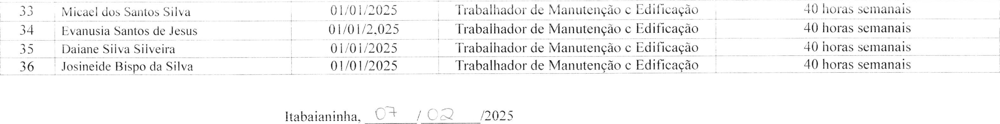 33 Micael dos Santos Silva 01/01/2025 Trabalhador de Manutenção c Edificação 40 horas semanais
34 Evanusia Santos de Jesus 01/01/2,025 Trabalhador de Manutenção c Edificação 40 horas semanais
35 Daiane Silva Silveira 01/01/2025 Trabalhador de Manutenção c Edificação 40 horas semanais
36 Josineide Bispo da Silva 01/01/2025 Trabalhador de Manutenção c Edificação 40 horas semanais
Itabaianinha, 07 / 02 /2025